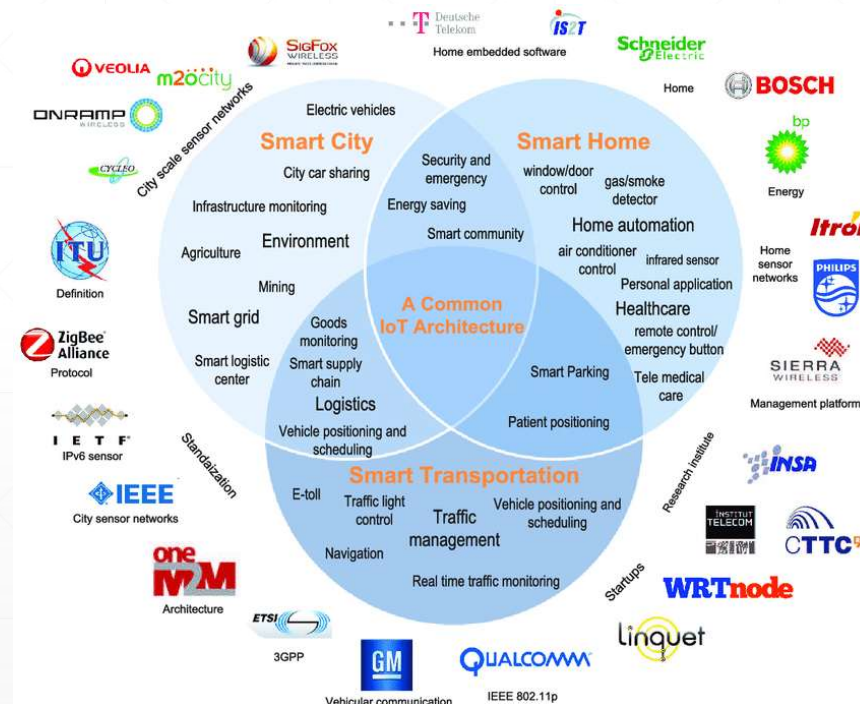 Deutsche
Telekom
IS2T
Home embedded software
SIGFOX
WIRELESS
Schneider
Electric
Home
BOSCH
VEOLIA
m2ocity
ONRAMP
WIRELESS
CYCLEO
City scale sensor networks
bp
Energy
Electric vehicles
Smart City
City car sharing
Infrastructure monitoring
Agriculture
Environment
Mining
Smart grid
Smart logistic
center
Security and
emergency
Energy saving
Smart community
Smart Home
window/door
control
gas/smoke
detector
Home automation
air conditioner
control
infrared sensor
Personal application
Healthcare
remote control/
emergency button
Tele medical
care
A Common
IoT Architecture
Goods
monitoring
Smart supply
chain
Logistics
Vehicle positioning and
scheduling
Smart Parking
Patient positioning
Smart Transportation
E-toll
Traffic light
control
Traffic
management
Vehicle positioning and
scheduling
Navigation
Real time traffic monitoring
ITU
Definition
ZigBee
Alliance
Protocol
IETF
IPv6 sensor
IEEE
City sensor networks
Standaization
one
M2M
Architecture
ETSI
3GPP
GM
Vehicular communication
QUALCOMM
IEEE 802.11p
Itron
Home
sensor
networks
PHILIPS
SIERRA
WIRELESS
Management platform
Research institute
INSA
INSTITUT
TELECOM
CTTC
Startups
WRTnode
linquet